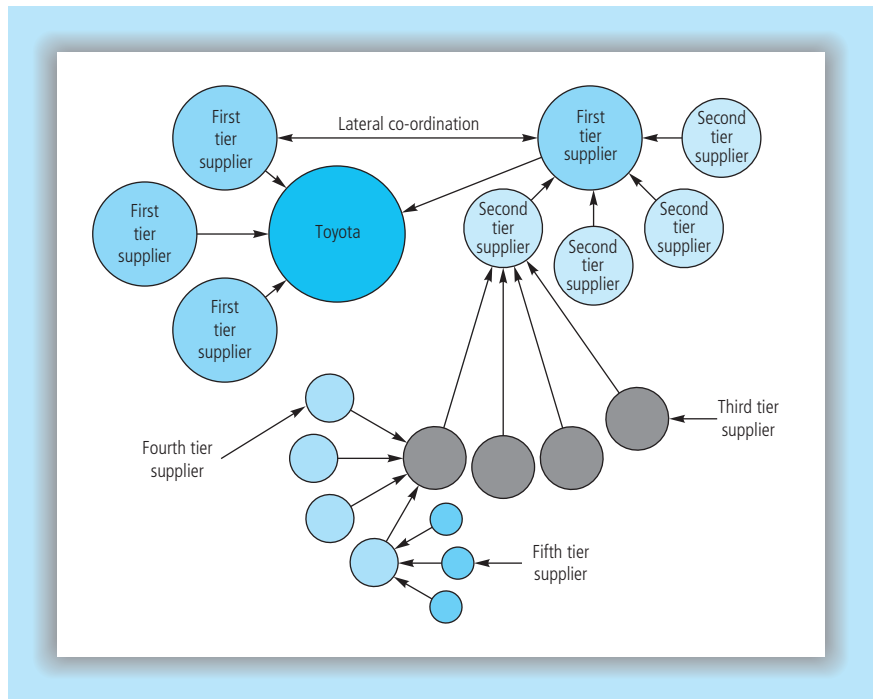 First
tier
supplier
Lateral co-ordination
First
tier
supplier
Second
tier
supplier
First
tier
supplier
Toyota
Second
tier
supplier
Second
tier
supplier
Second
tier
supplier
First
tier
supplier
Third tier
supplier
Fourth tier
supplier
Fifth tier
supplier